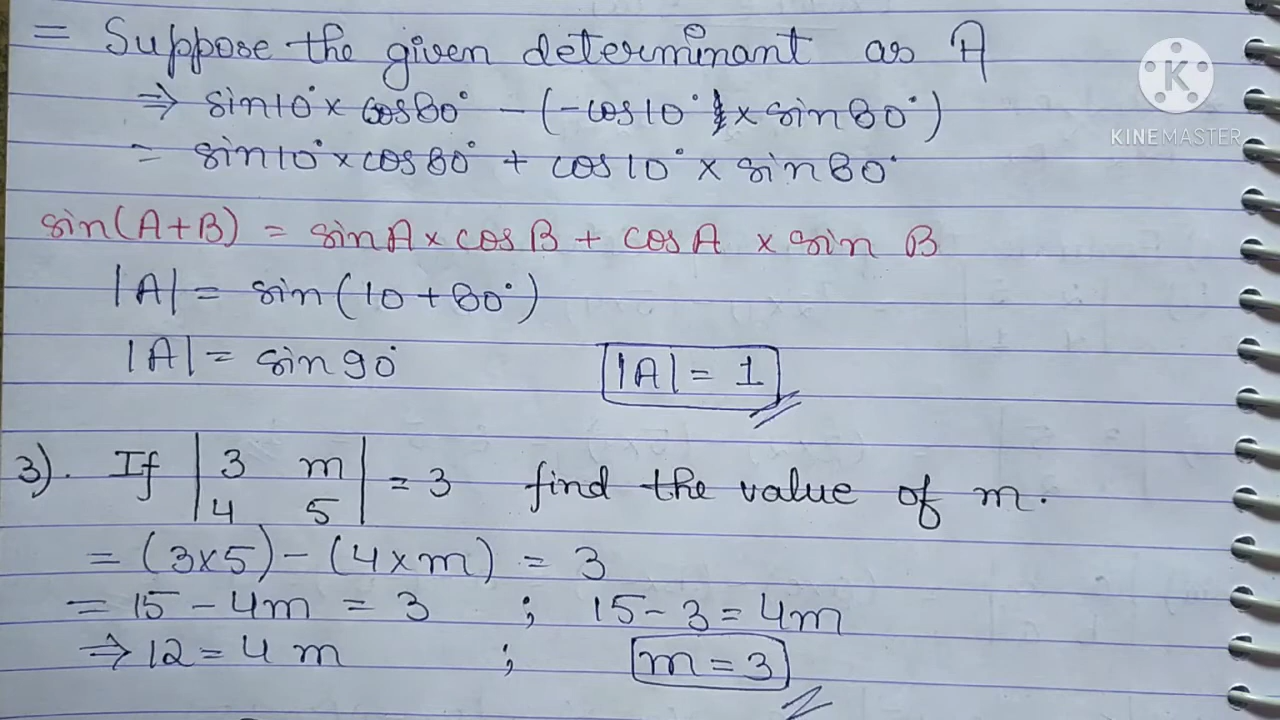 = Suppose the given determinant as A
⇒ sin10° × cos80° - (-cos10° × sin80°)
= sin10° × cos80° + cos10° × sin80°
sin(A+B) = sinA × cosB + cosA × sin B
|A| = sin(10 + 80°)
|A| = sin90° |A| = 1
3). If | 3 m | = 3 find the value of m.
| 4 5 |
= (3×5) - (4×m) = 3
= 15 - 4m = 3 ; 15 - 3 = 4m
⇒ 12 = 4 m ; m = 3
K
KINEMASTER